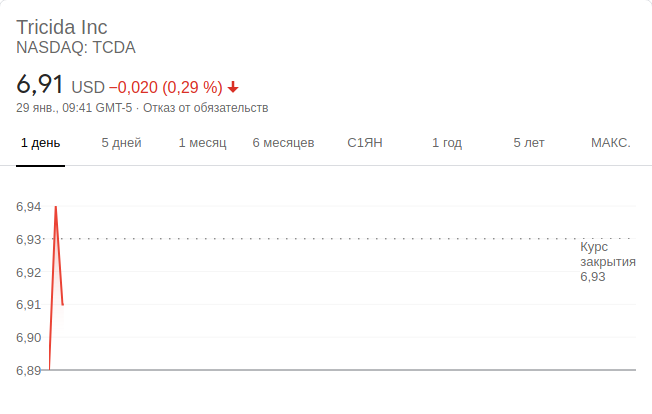 Tricida Inc
NASDAQ: TCDA
6,91 USD −0,020 (0,29 %)
29 янв., 09:41 GMT-5 · Отказ от обязательств
1 день 5 дней 1 месяц 6 месяцев С1ЯН 1 год 5 лет МАКС.
6,94
6,93
Курс
закрытия
6,93
6,92
6,91
6,90
6,89